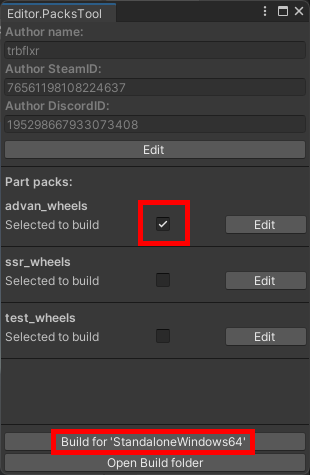 Editor.PacksTool
Author name:
trbflxr
Author SteamID:
76561198108224637
Author DiscordID:
195298667933073408
Edit
Part packs:
advan_wheels
Selected to build
Edit
ssr_wheels
Selected to build
Edit
test_wheels
Selected to build
Edit
Build for 'StandaloneWindows64'
Open Build folder